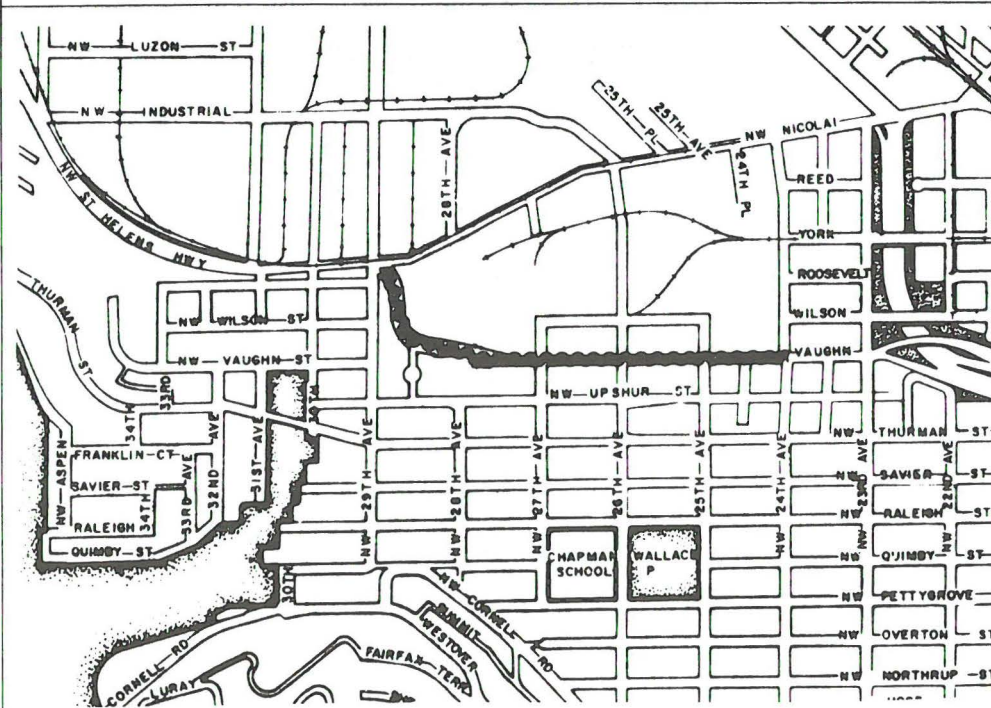 NW LUZON ST
NW INDUSTRIAL
25TH PL
25TH AVE
NW NICOLAI
24TH PL
28TH AVE
REED
NW ST HELENS HWY
YORK
ROOSEVELT
THURMAN ST
NW WILSON ST
WILSON
NW VAUGHN ST
VAUGHN
33RD
34TH
30TH
NW UPSHUR ST
NW THURMAN ST
NW ASPEN
FRANKLIN CT
SAVIER ST
34TH
33RD AVE
32ND AVE
31ST AVE
NW 29TH AVE
NW 28TH AVE
NW 27TH AVE
26TH AVE
25TH AVE
NW 24TH AVE
NW 23RD AVE
NW 22ND AVE
NW SAVIER ST
RALEIGH
NW RALEIGH ST
QUIMBY ST
CHAPMAN
SCHOOL
WALLACE
P
NW QUIMBY ST
30TH
NW CORNELL RD
NW PETTYGROVE
SUMMIT
WESTOVER
NW OVERTON ST
CORNELL RD
FAIRFAX TERR
LURAY
NW NORTHRUP ST